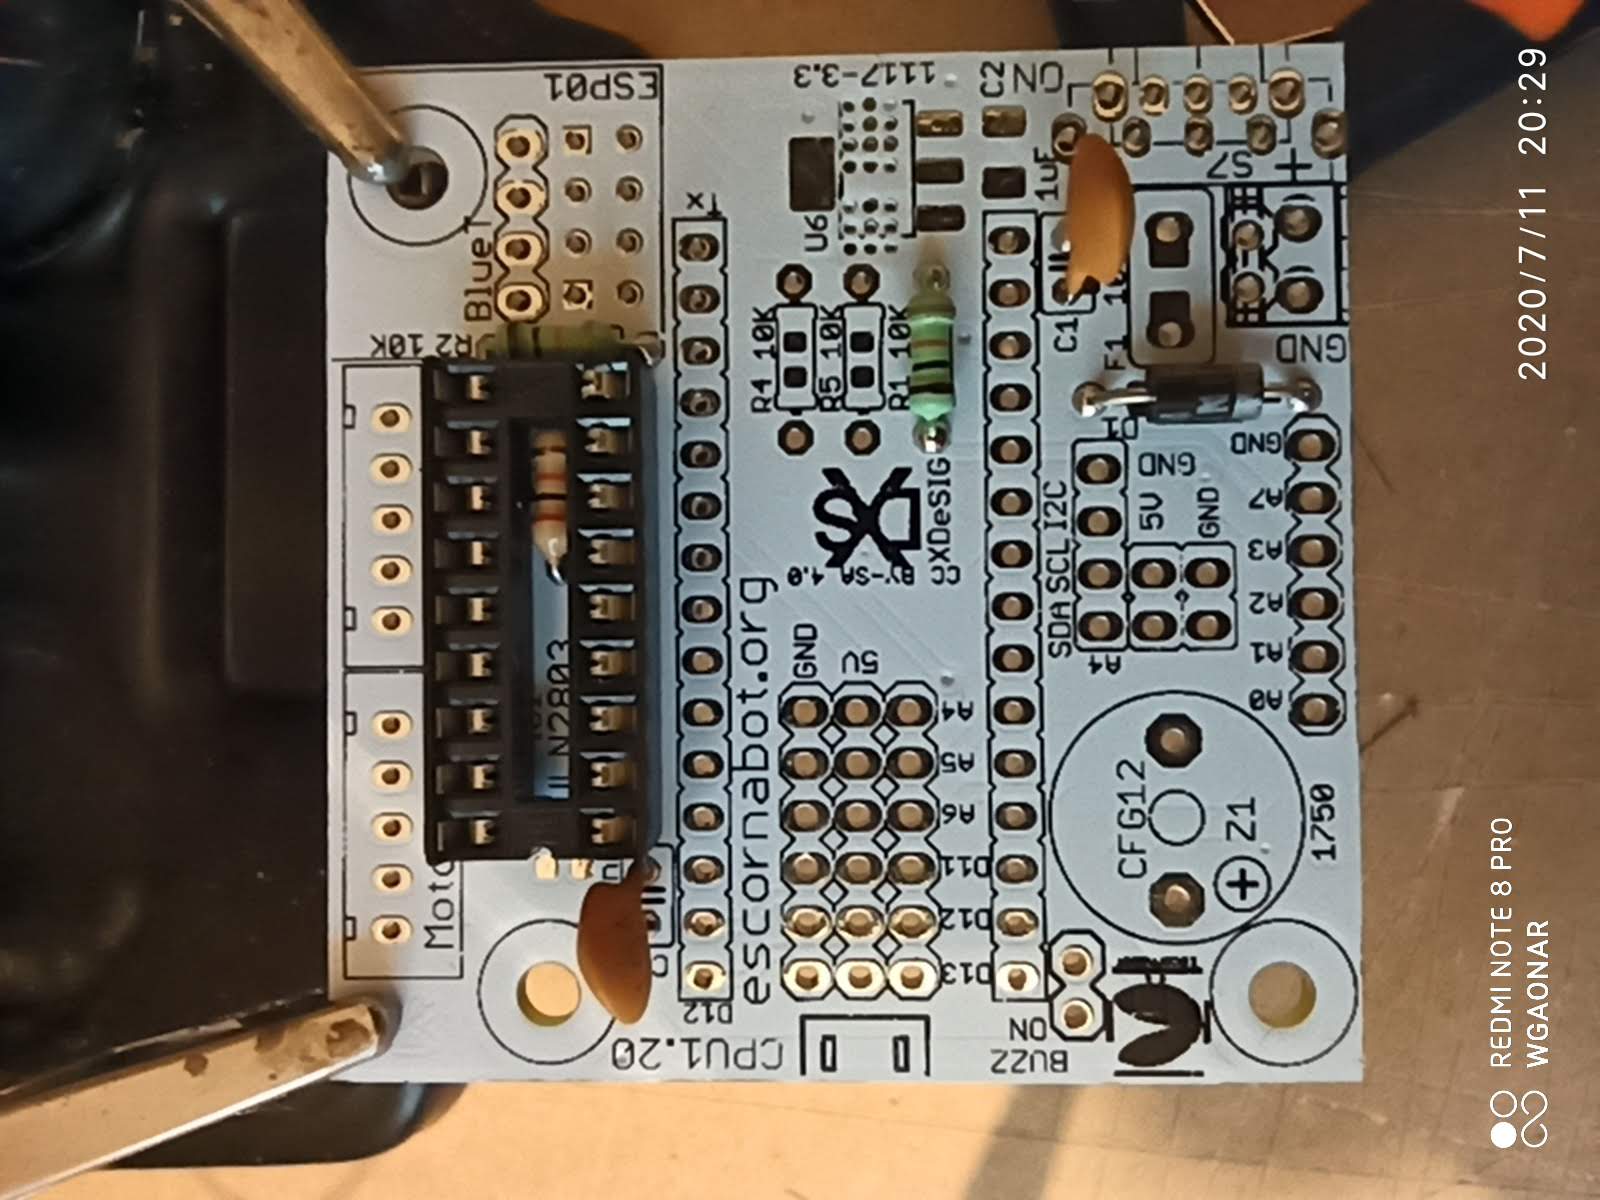 Moto
R2 10K
BlueT
ULN2803
ESP01
CPU1.20
D12
Tx
escornabot.org
R4 10K
GND
5V
CC BY-SA 4.0
R5 10K
U6
1117-3.3
R1 10K
XDeSIG
D13
D12
D11
A6
A5
A4
BUZZ
ON
C2
1uF
ON
SDA SCL I2C
C1
A4
D1
F1
CFG12
5V
GND
GND
Z1
S7
A0
A1
A2
A3
A7
GND
GND
+
1750
REDMI NOTE 8 PRO
WGAONAR
2020/7/11 20:29